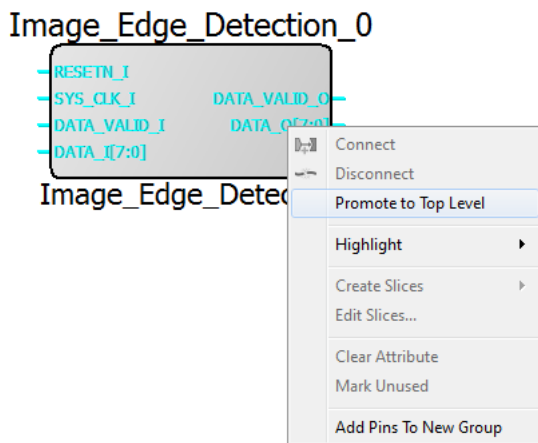 Image_Edge_Detection_0
RESETN_I
SYS_CLK_I DATA_VALID_O
DATA_VALID_I DATA_O[7:0]
DATA_I[7:0]
Image_Edge_Detec
Connect
Disconnect
Promote to Top Level
Highlight
Create Slices
Edit Slices...
Clear Attribute
Mark Unused
Add Pins To New Group